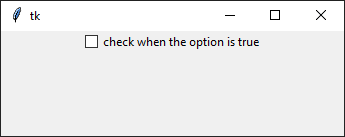 tk
check when the option is true